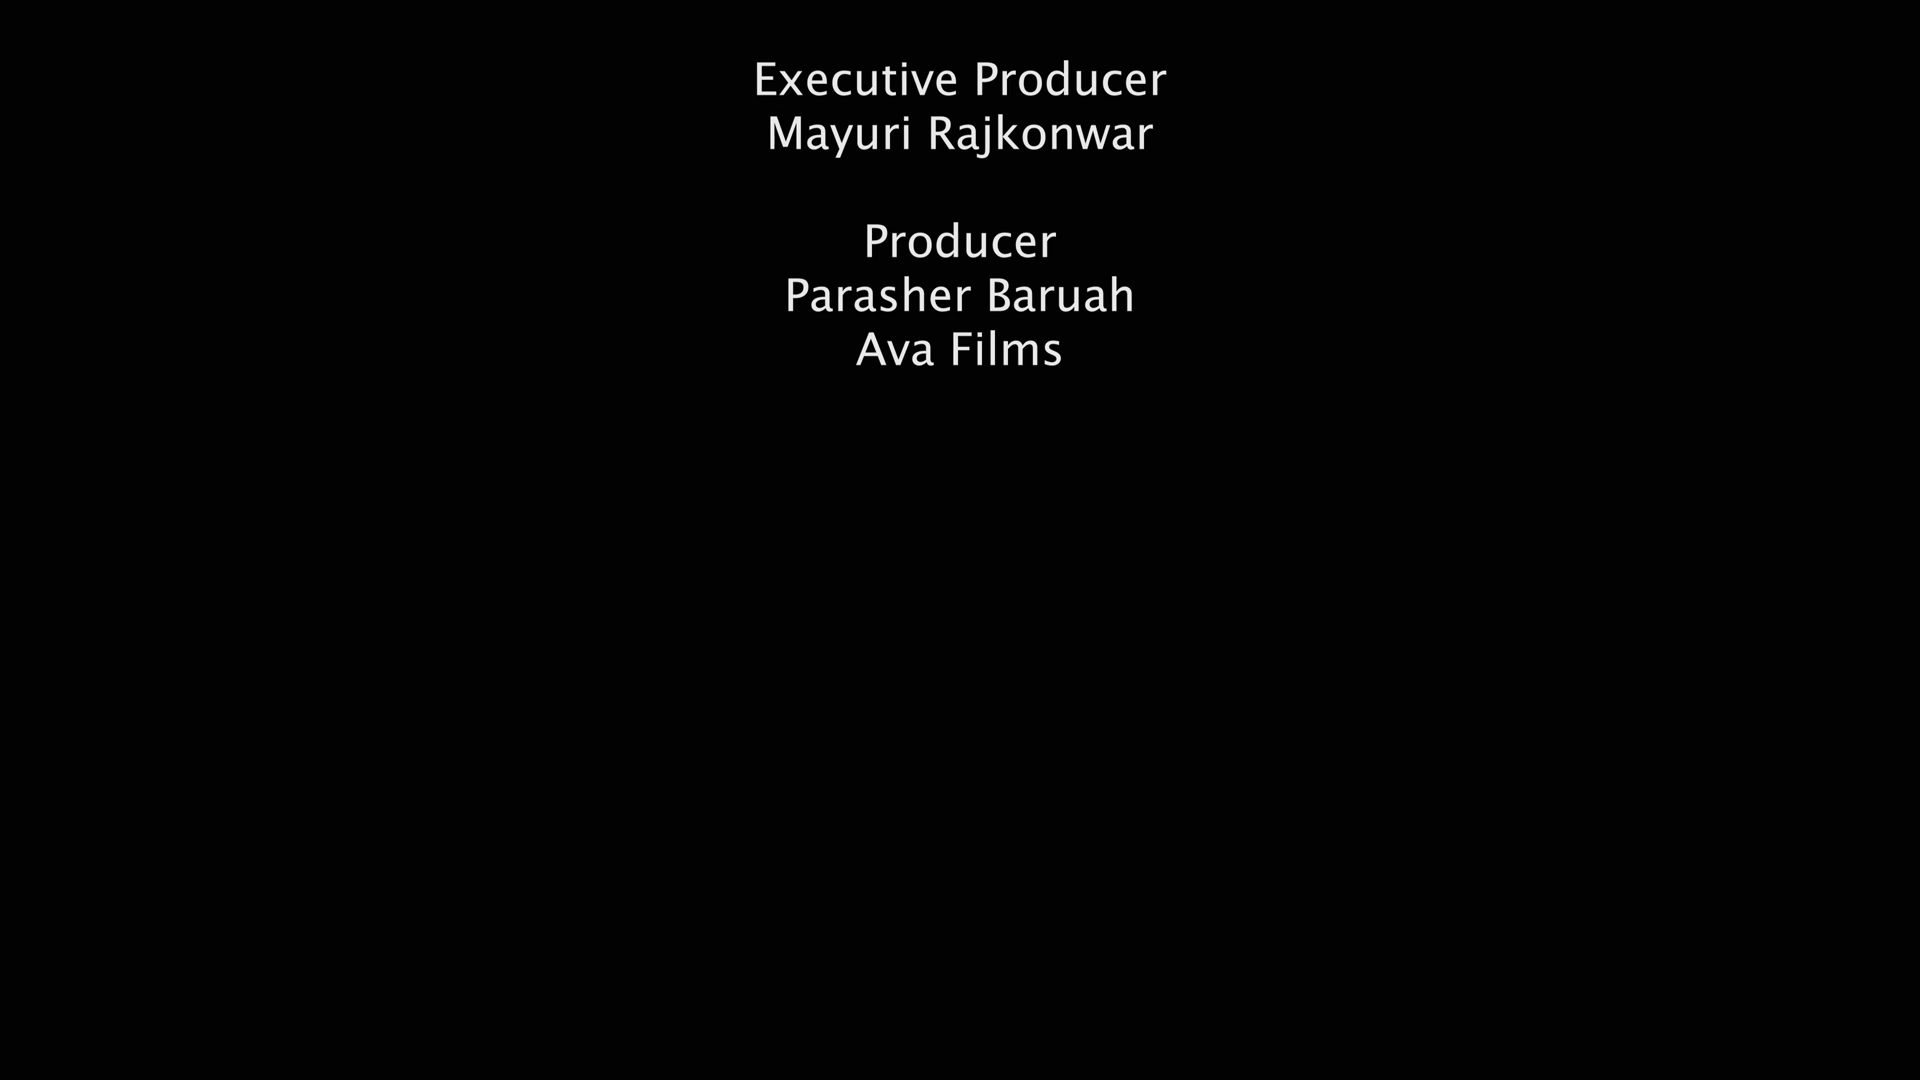 Executive Producer
Mayuri Rajkonwar
Producer
Parasher Baruah
Ava Films